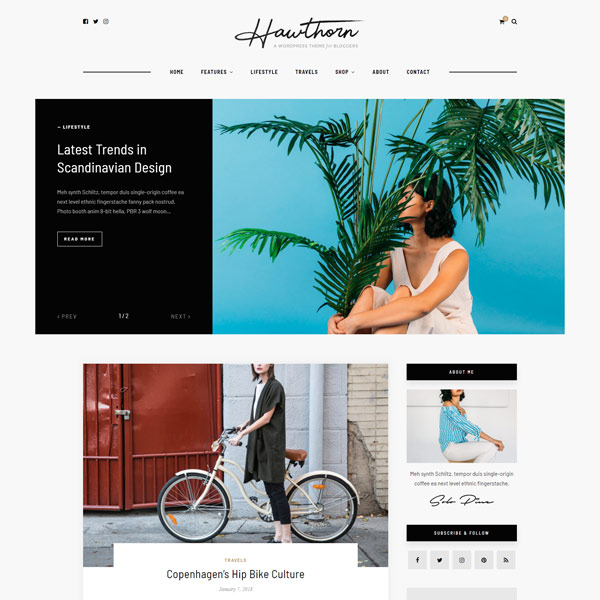 Hawthorn
A WORDPRESS THEME for BLOGGERS
HOME FEATURES LIFESTYLE TRAVELS SHOP ABOUT CONTACT
— LIFESTYLE
Latest Trends in
Scandinavian Design
Meh synth Schlitz, tempor duis single-origin coffee ea
next level ethnic fingerstache fanny pack nostrud.
Photo booth anim 8-bit hella, PBR 3 wolf moon...
READ MORE
‹ PREV 1/2 NEXT ›
ABOUT ME
Meh synth Schlitz, tempor duis single-origin
coffee ea next level ethnic fingerstache.
SUBSCRIBE & FOLLOW
TRAVELS
Copenhagen's Hip Bike Culture
January 7, 2018